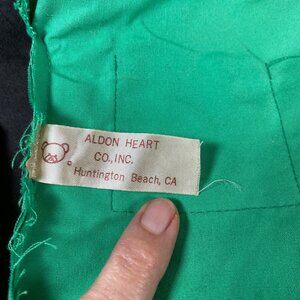 ALDON HEART
CO., INC.
Huntington Beach, CA